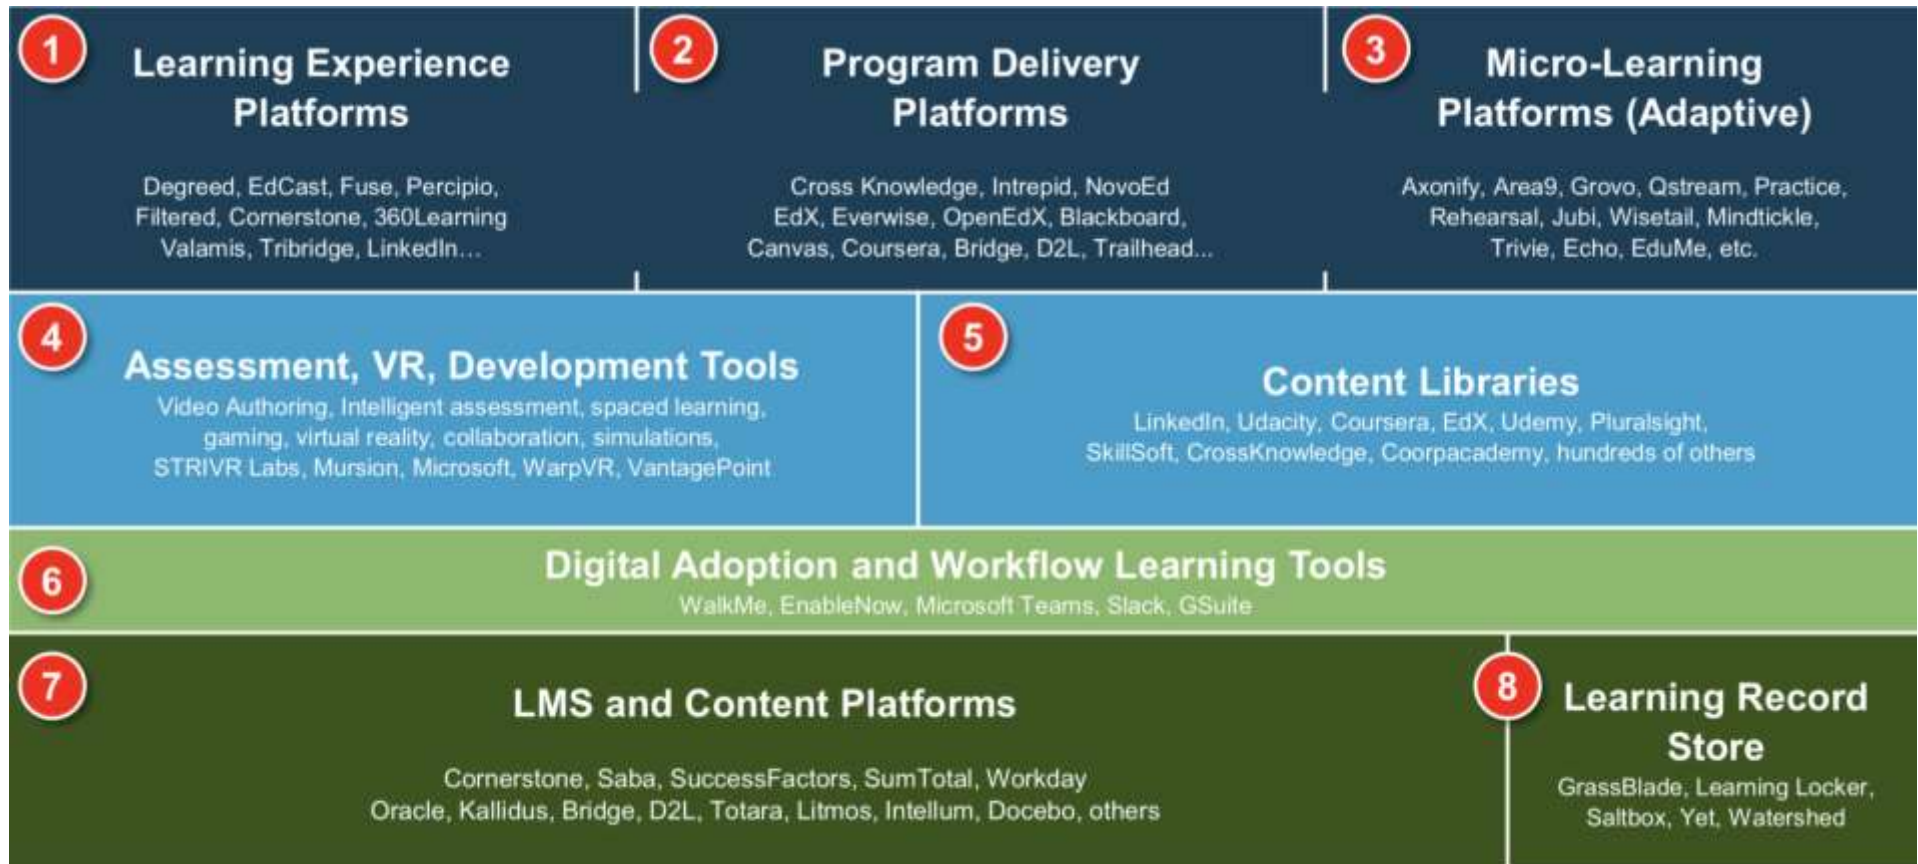 1
Learning Experience
Platforms
Degreed, EdCast, Fuse, Percipio,
Filtered, Cornerstone, 360Learning
Valamis, Tribridge, LinkedIn...
2
Program Delivery
Platforms
Cross Knowledge, Intrepid, NovoEd
EdX, Everwise, OpenEdX, Blackboard,
Canvas, Coursera, Bridge, D2L, Trailhead...
3
Micro-Learning
Platforms (Adaptive)
Axonify, Area9, Grovo, Qstream, Practice,
Rehearsal, Jubi, Wisetail, Mindtickle,
Trivie, Echo, EduMe, etc.
4
Assessment, VR, Development Tools
Video Authoring, Intelligent assessment, spaced learning,
gaming, virtual reality, collaboration, simulations,
STRIVR Labs, Mursion, Microsoft, WarpVR, VantagePoint
5
Content Libraries
LinkedIn, Udacity, Coursera, EdX, Udemy, Pluralsight,
SkillSoft, CrossKnowledge, Coorpacademy, hundreds of others
6
Digital Adoption and Workflow Learning Tools
WalkMe, EnableNow, Microsoft Teams, Slack, GSuite
7
LMS and Content Platforms
Cornerstone, Saba, SuccessFactors, SumTotal, Workday
Oracle, Kallidus, Bridge, D2L, Totara, Litmos, Intellum, Docebo, others
8
Learning Record
Store
GrassBlade, Learning Locker,
Saltbox, Yet, Watershed